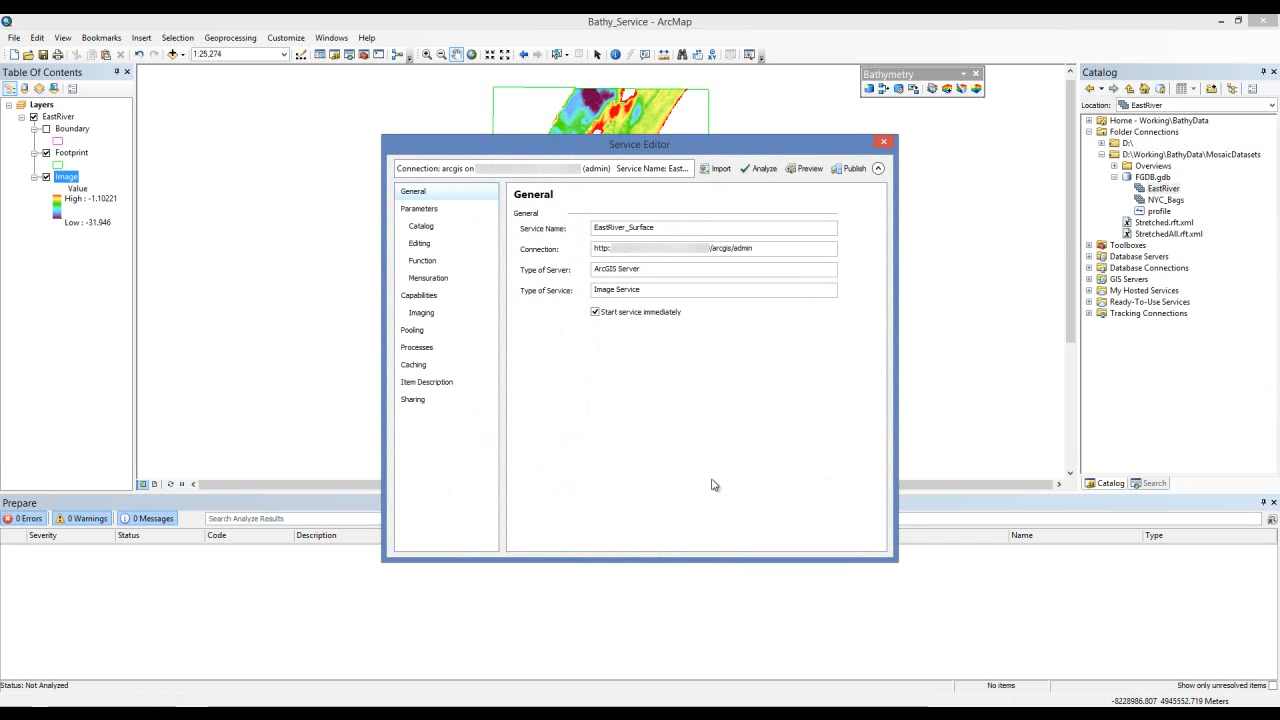 Bathy_Service - ArcMap
File Edit View Bookmarks Insert Selection Geoprocessing Customize Windows Help
1:25,274
Table Of Contents
Layers
EastRiver
Boundary
Footprint
Image
Value
High : -1.10221
Low : -31.946
Bathymetry
Service Editor
Connection: arcgis on (admin) Service Name: East...
Import Analyze Preview Publish
General
Parameters
Catalog
Editing
Function
Mensuration
Capabilities
Imaging
Pooling
Processes
Caching
Item Description
Sharing
General
General
Service Name: EastRiver_Surface
Connection: http: /arcgis/admin
Type of Server: ArcGIS Server
Type of Service: Image Service
Start service immediately
Catalog
Location: EastRiver
Home - Working\BathyData
Folder Connections
D:\
D:\Working\BathyData\MosaicDatasets
Overviews
FGDB.gdb
EastRiver
NYC_Bags
profile
Stretched.rft.xml
StretchedAll.rft.xml
Toolboxes
Database Servers
Database Connections
GIS Servers
My Hosted Services
Ready-To-Use Services
Tracking Connections
Catalog Search
Prepare
0 Errors 0 Warnings 0 Messages Search Analyze Results
Severity Status Code Description Name Type
Status: Not Analyzed No items Show only unresolved items
-8228986.807 4945552.719 Meters